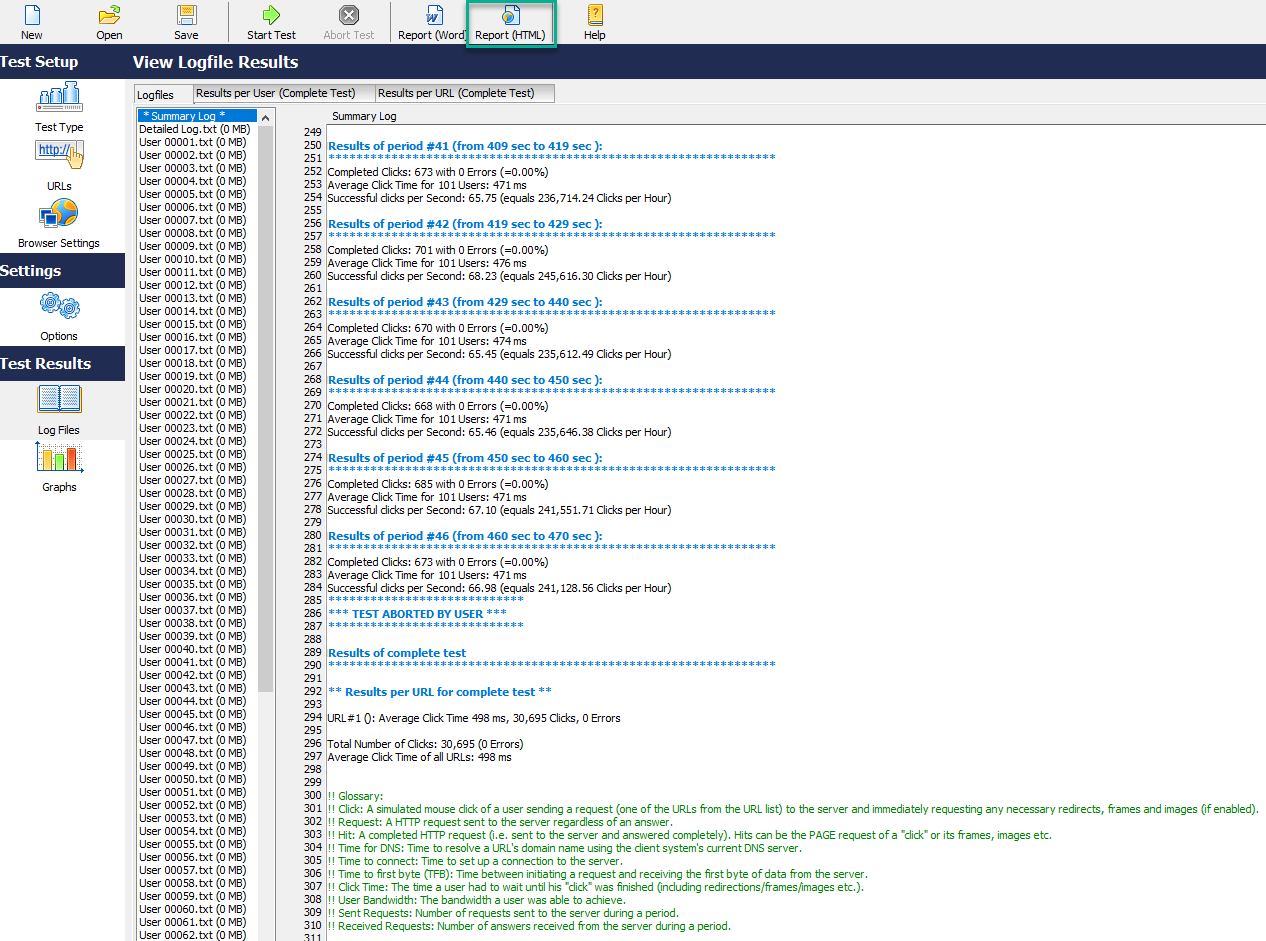 New
Open
Save
Start Test
Abort Test
Report (Word
Report (HTML)
Help
Test Setup
View Logfile Results
Test Type
http://
URLs
Browser Settings
Settings
Options
Test Results
Log Files
Graphs
Logfiles
Results per User (Complete Test)
Results per URL (Complete Test)
* Summary Log *
Detailed Log.txt (0 MB)
User 00001.txt (0 MB)
User 00002.txt (0 MB)
User 00003.txt (0 MB)
User 00004.txt (0 MB)
User 00005.txt (0 MB)
User 00006.txt (0 MB)
User 00007.txt (0 MB)
User 00008.txt (0 MB)
User 00009.txt (0 MB)
User 00010.txt (0 MB)
User 00011.txt (0 MB)
User 00012.txt (0 MB)
User 00013.txt (0 MB)
User 00014.txt (0 MB)
User 00015.txt (0 MB)
User 00016.txt (0 MB)
User 00017.txt (0 MB)
User 00018.txt (0 MB)
User 00019.txt (0 MB)
User 00020.txt (0 MB)
User 00021.txt (0 MB)
User 00022.txt (0 MB)
User 00023.txt (0 MB)
User 00024.txt (0 MB)
User 00025.txt (0 MB)
User 00026.txt (0 MB)
User 00027.txt (0 MB)
User 00028.txt (0 MB)
User 00029.txt (0 MB)
User 00030.txt (0 MB)
User 00031.txt (0 MB)
User 00032.txt (0 MB)
User 00033.txt (0 MB)
User 00034.txt (0 MB)
User 00035.txt (0 MB)
User 00036.txt (0 MB)
User 00037.txt (0 MB)
User 00038.txt (0 MB)
User 00039.txt (0 MB)
User 00040.txt (0 MB)
User 00041.txt (0 MB)
User 00042.txt (0 MB)
User 00043.txt (0 MB)
User 00044.txt (0 MB)
User 00045.txt (0 MB)
User 00046.txt (0 MB)
User 00047.txt (0 MB)
User 00048.txt (0 MB)
User 00049.txt (0 MB)
User 00050.txt (0 MB)
User 00051.txt (0 MB)
User 00052.txt (0 MB)
User 00053.txt (0 MB)
User 00054.txt (0 MB)
User 00055.txt (0 MB)
User 00056.txt (0 MB)
User 00057.txt (0 MB)
User 00058.txt (0 MB)
User 00059.txt (0 MB)
User 00060.txt (0 MB)
User 00061.txt (0 MB)
User 00062.txt (0 MB)
Summary Log
249
250 Results of period #41 (from 409 sec to 419 sec ):
251 ****************************************************************
252 Completed Clicks: 673 with 0 Errors (=0.00%)
253 Average Click Time for 101 Users: 471 ms
254 Successful clicks per Second: 65.75 (equals 236,714.24 Clicks per Hour)
255
256 Results of period #42 (from 419 sec to 429 sec ):
257 ****************************************************************
258 Completed Clicks: 701 with 0 Errors (=0.00%)
259 Average Click Time for 101 Users: 476 ms
260 Successful clicks per Second: 68.23 (equals 245,616.30 Clicks per Hour)
261
262 Results of period #43 (from 429 sec to 440 sec ):
263 ****************************************************************
264 Completed Clicks: 670 with 0 Errors (=0.00%)
265 Average Click Time for 101 Users: 474 ms
266 Successful clicks per Second: 65.45 (equals 235,612.49 Clicks per Hour)
267
268 Results of period #44 (from 440 sec to 450 sec ):
269 ****************************************************************
270 Completed Clicks: 668 with 0 Errors (=0.00%)
271 Average Click Time for 101 Users: 471 ms
272 Successful clicks per Second: 65.46 (equals 235,646.38 Clicks per Hour)
273
274 Results of period #45 (from 450 sec to 460 sec ):
275 ****************************************************************
276 Completed Clicks: 685 with 0 Errors (=0.00%)
277 Average Click Time for 101 Users: 471 ms
278 Successful clicks per Second: 67.10 (equals 241,551.71 Clicks per Hour)
279
280 Results of period #46 (from 460 sec to 470 sec ):
281 ****************************************************************
282 Completed Clicks: 673 with 0 Errors (=0.00%)
283 Average Click Time for 101 Users: 471 ms
284 Successful clicks per Second: 66.98 (equals 241,128.56 Clicks per Hour)
285 ****************************
286 *** TEST ABORTED BY USER ***
287 ****************************
288
289 Results of complete test
290 ****************************************************************
291
292 ** Results per URL for complete test **
293
294 URL#1 (): Average Click Time 498 ms, 30,695 Clicks, 0 Errors
295
296 Total Number of Clicks: 30,695 (0 Errors)
297 Average Click Time of all URLs: 498 ms
298
299
300 !! Glossary:
301 !! Click: A simulated mouse click of a user sending a request (one of the URLs from the URL list) to the server and immediately requesting any necessary redirects, frames and images (if enabled).
302 !! Request: A HTTP request sent to the server regardless of an answer.
303 !! Hit: A completed HTTP request (i.e. sent to the server and answered completely). Hits can be the PAGE request of a "click" or its frames, images etc.
304 !! Time for DNS: Time to resolve a URL's domain name using the client system's current DNS server.
305 !! Time to connect: Time to set up a connection to the server.
306 !! Time to first byte (TFB): Time between initiating a request and receiving the first byte of data from the server.
307 !! Click Time: The time a user had to wait until his "click" was finished (including redirections/frames/images etc.).
308 !! User Bandwidth: The bandwidth a user was able to achieve.
309 !! Sent Requests: Number of requests sent to the server during a period.
310 !! Received Requests: Number of answers received from the server during a period.
311